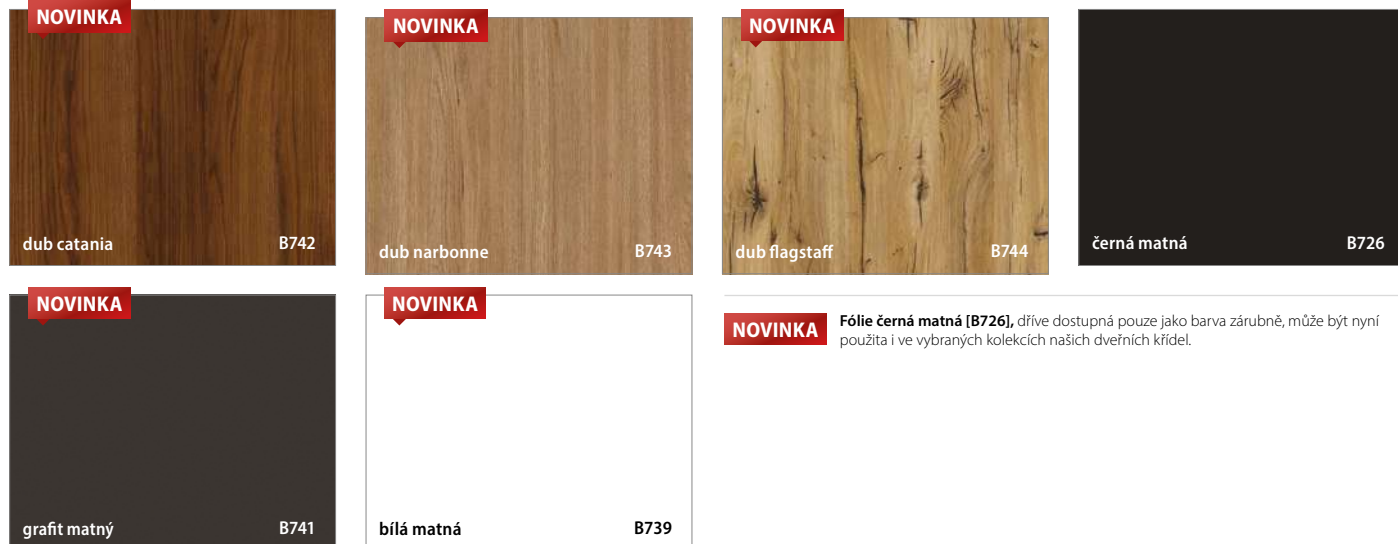 NOVINKA
dub catania B742
NOVINKA
dub narbonne B743
NOVINKA
dub flagstaff B744
černá matná B726
NOVINKA
grafit matný B741
NOVINKA
bílá matná B739
NOVINKA
Fólie černá matná [B726], dříve dostupná pouze jako barva zárubně, může být nyní
použita i ve vybraných kolekcích našich dveřních křídel.